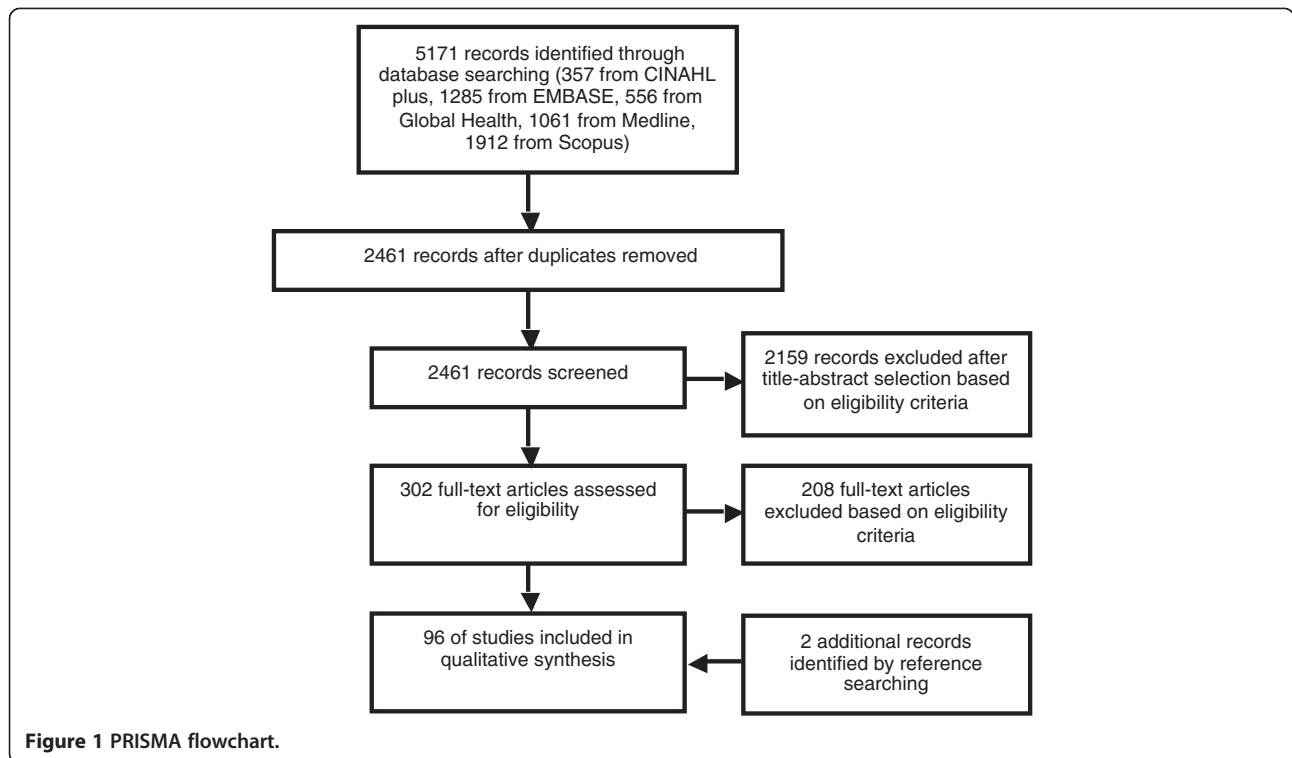 5171 records identified through
database searching (357 from CINAHL
plus, 1285 from EMBASE, 556 from
Global Health, 1061 from Medline,
1912 from Scopus)
2461 records after duplicates removed
2461 records screened
2159 records excluded after
title-abstract selection based
on eligibility criteria
302 full-text articles assessed
for eligibility
208 full-text articles
excluded based on eligibility
criteria
96 of studies included in
qualitative synthesis
2 additional records
identified by reference
searching
Figure 1 PRISMA flowchart.